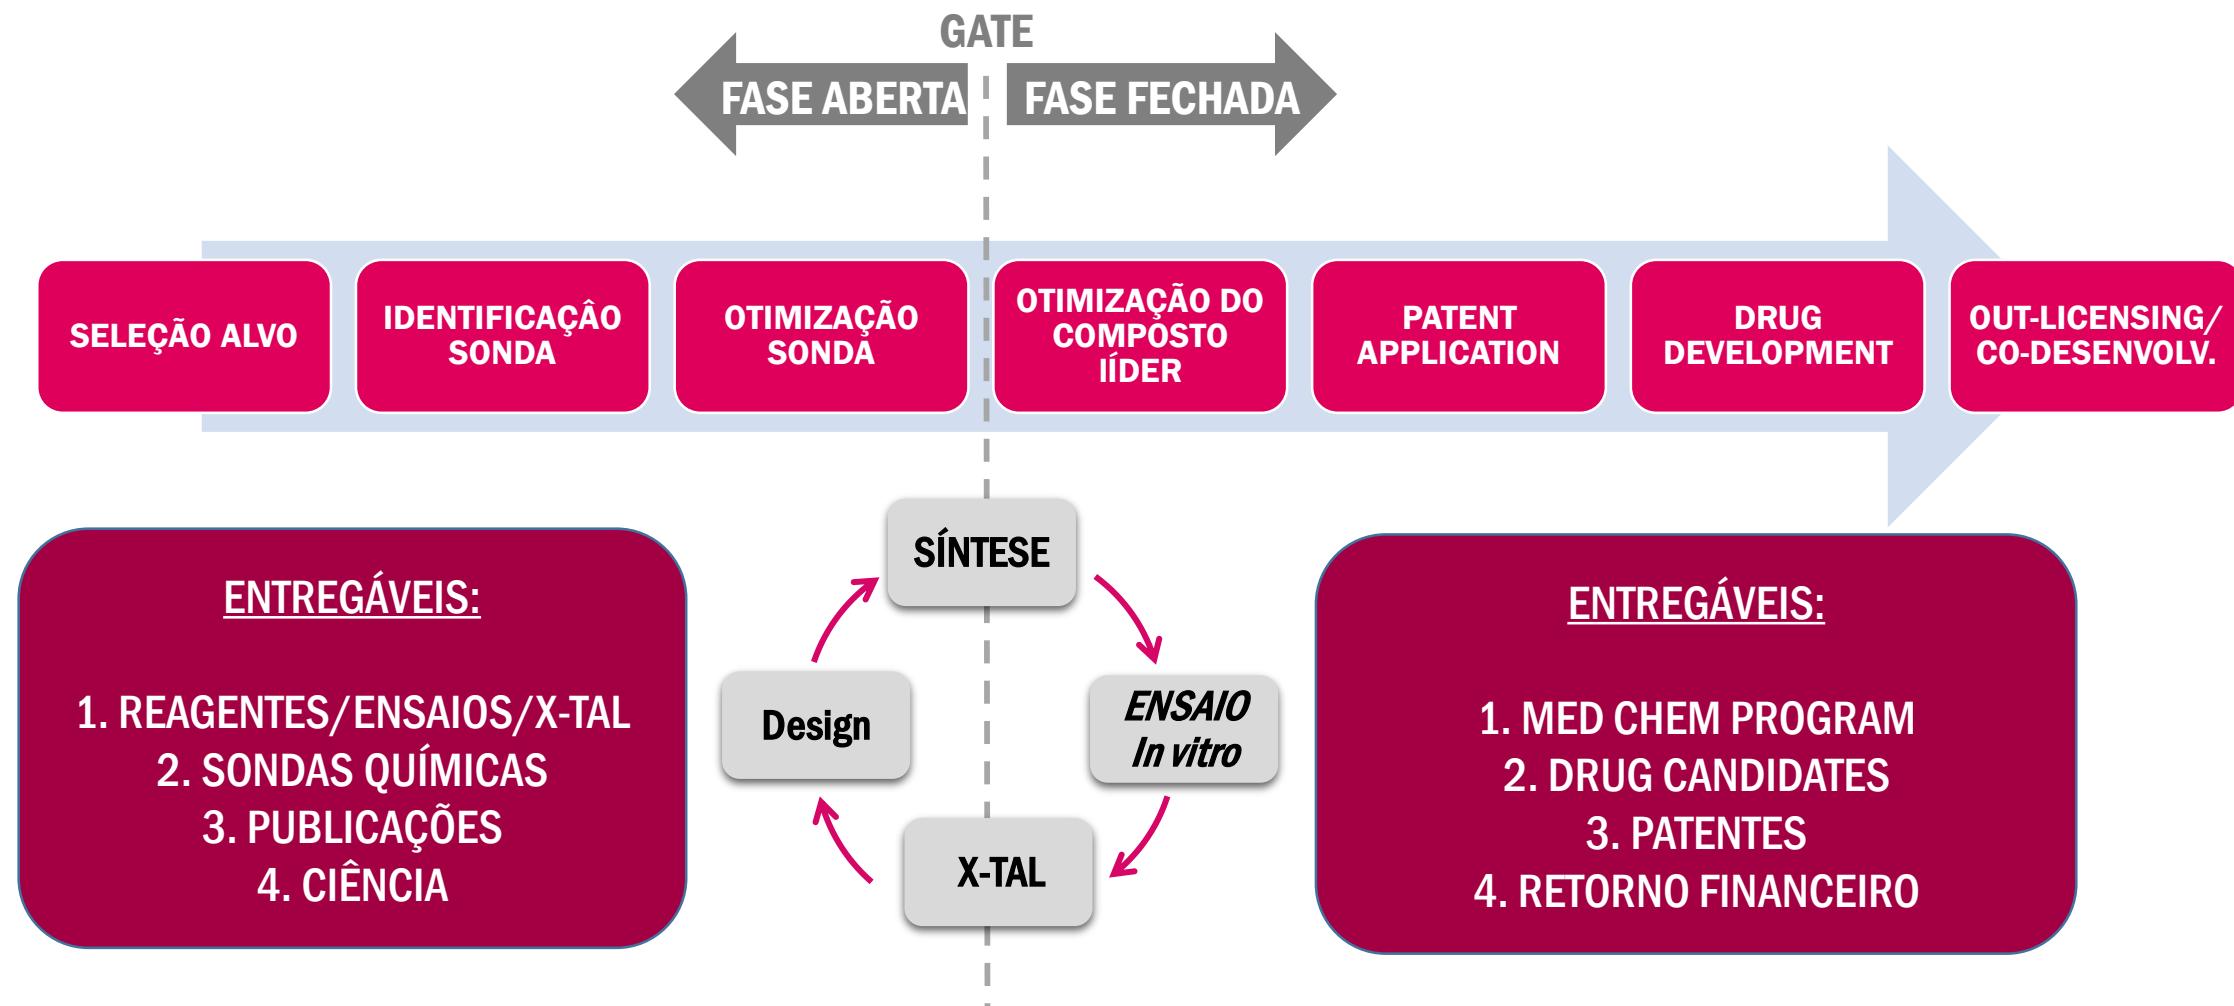 GATE
FASE ABERTA
FASE FECHADA
SELEÇÃO ALVO
IDENTIFICAÇÂO
SONDA
OTIMIZAÇÃO
SONDA
OTIMIZAÇÃO DO
COMPOSTO
lÍDER
PATENT
APPLICATION
DRUG
DEVELOPMENT
OUT-LICENSING/
CO-DESENVOLV.
ENTREGÁVEIS:
1. REAGENTES/ENSAIOS/X-TAL
2. SONDAS QUÍMICAS
3. PUBLICAÇÕES
4. CIÊNCIA
SÍNTESE
Design
ENSAIO
In vitro
X-TAL
ENTREGÁVEIS:
1. MED CHEM PROGRAM
2. DRUG CANDIDATES
3. PATENTES
4. RETORNO FINANCEIRO